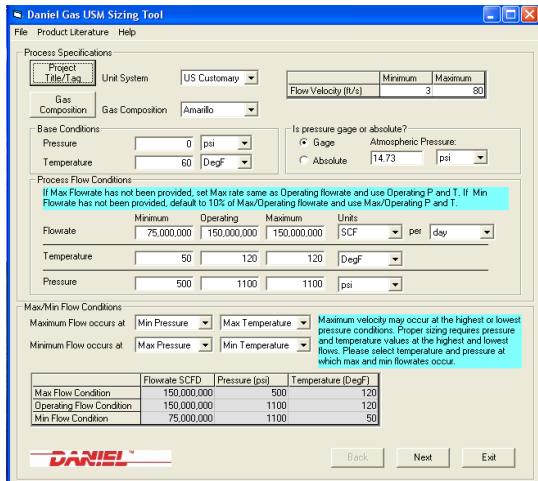 Daniel Gas USM Sizing Tool
File Product Literature Help
Process Specifications
Project Title/Tag
Unit System US Customary
Minimum Maximum
Flow Velocity (ft/s) 3 80
Gas Composition
Gas Composition Amarillo
Base Conditions
Pressure 0 psi
Temperature 60 DegF
Is pressure gage or absolute?
Gage Atmospheric Pressure:
Absolute 14.73 psi
Process Flow Conditions
If Max Flowrate has not been provided, set Max rate same as Operating flowrate and use Operating P and T. If Min
Flowrate has not been provided, default to 10% of Max/Operating flowrate and use Max/Operating P and T.
Minimum Operating Maximum Units
Flowrate 75,000,000 150,000,000 150,000,000 SCF per day
Temperature 50 120 120 DegF
Pressure 500 1100 1100 psi
Max/Min Flow Conditions
Maximum Flow occurs at Min Pressure Max Temperature
Minimum Flow occurs at Max Pressure Min Temperature
Maximum velocity may occur at the highest or lowest
pressure conditions. Proper sizing requires pressure
and temperature values at the highest and lowest
flows. Please select temperature and pressure at
which max and min flowrates occur.
Flowrate SCFD Pressure (psi) Temperature (DegF)
Max Flow Condition 150,000,000 500 120
Operating Flow Condition 150,000,000 1100 120
Min Flow Condition 75,000,000 1100 50
DANIEL™
Back Next Exit